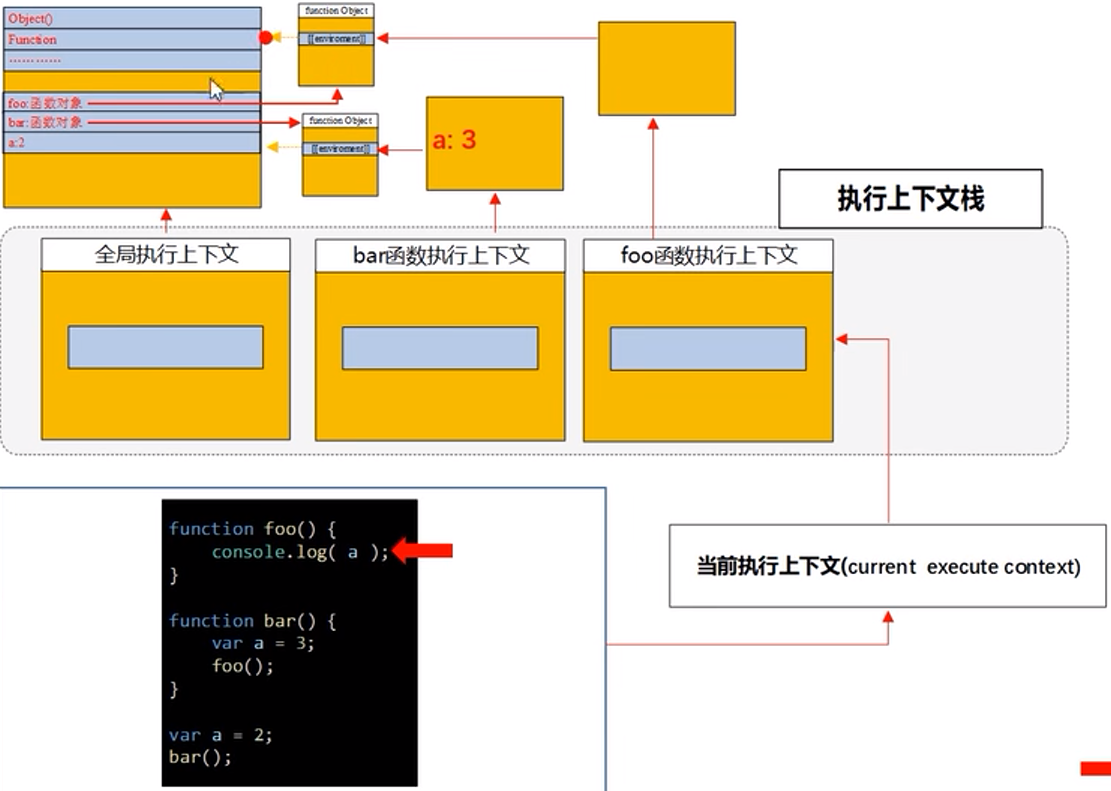 Object()
Function
…………
foo:函数对象
bar:函数对象
a:2
function Object
[[enviroment]]
function Object
[[enviroment]]
a: 3
执行上下文栈
全局执行上下文
bar函数执行上下文
foo函数执行上下文
当前执行上下文(current execute context)
function foo() {
console.log( a );
}
function bar() {
var a = 3;
foo();
}
var a = 2;
bar();